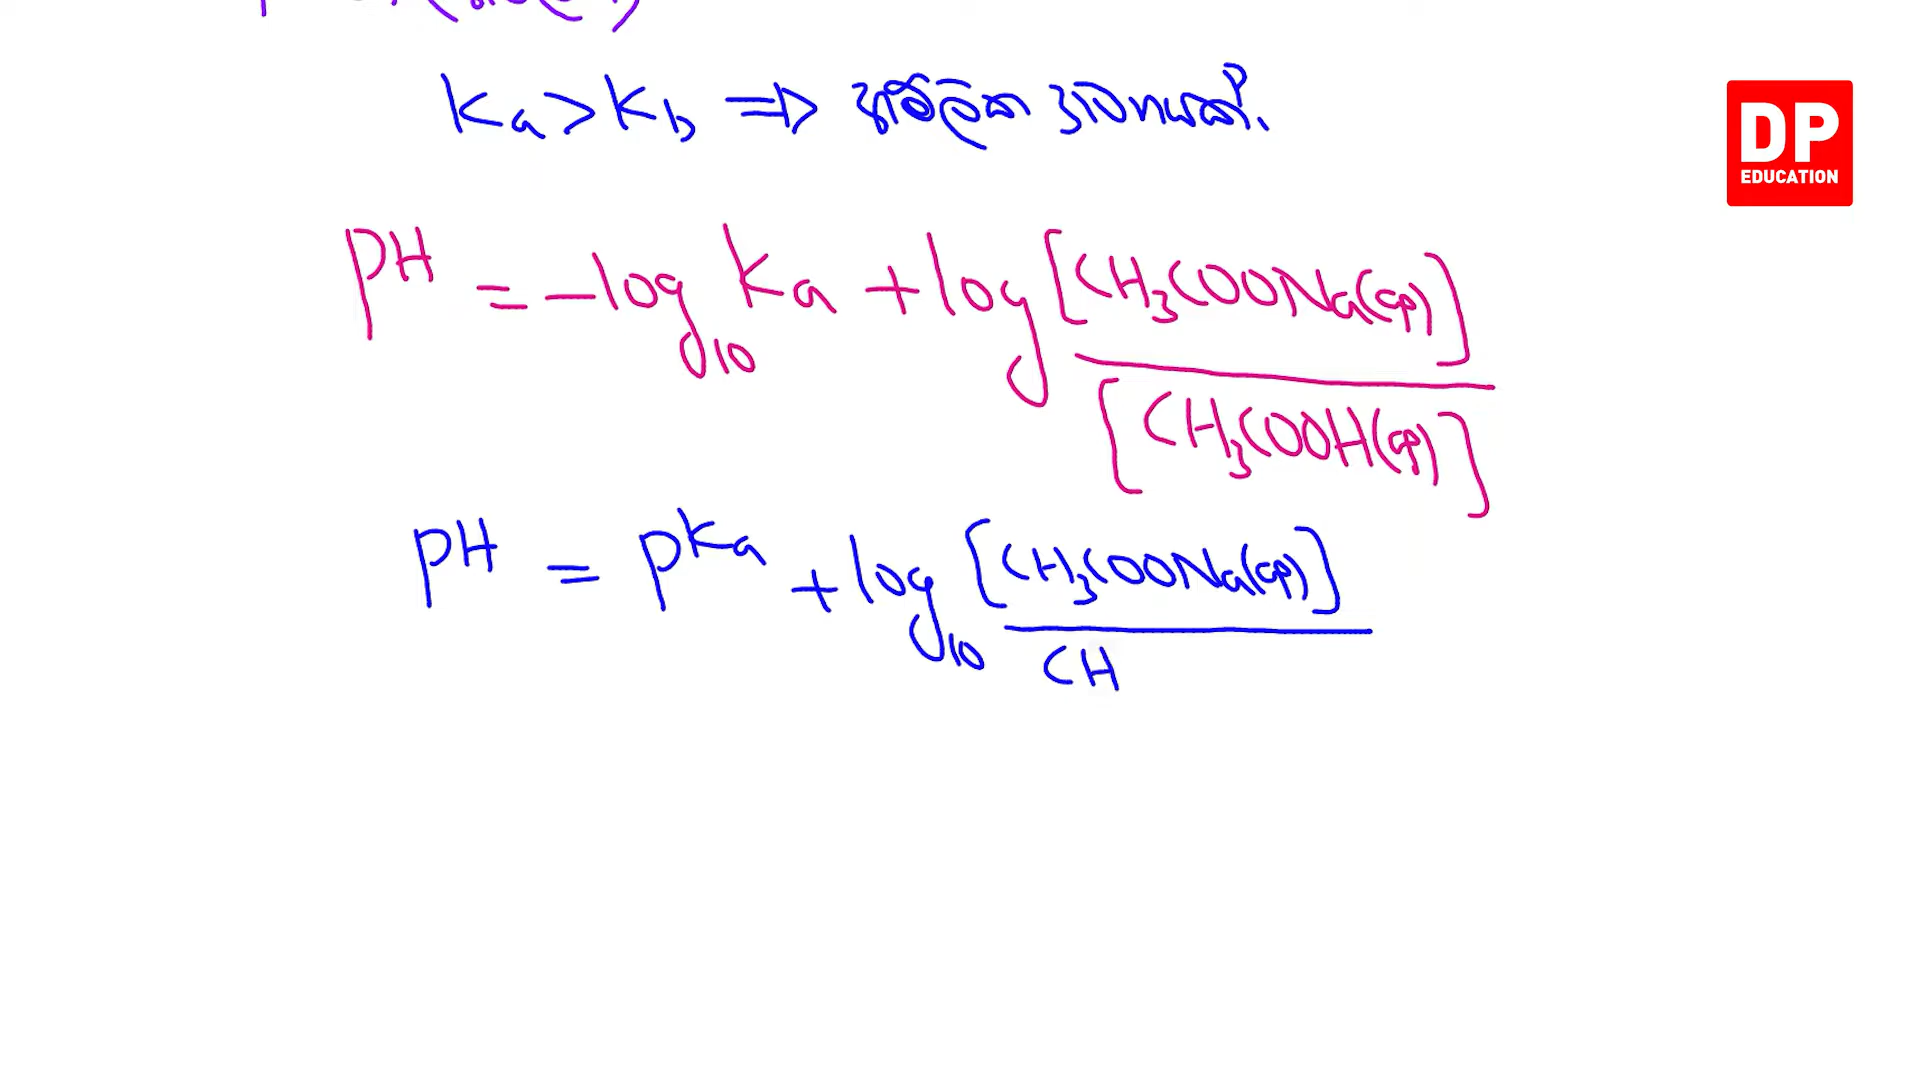 Ka > Kb ⇒ ආම්ලික
DP
EDUCATION
PH = -log10 Ka + log [CH3COONa(aq)]
[CH3COOH(aq)]
PH = PKa + log10 [CH3COONa(aq)]
CH